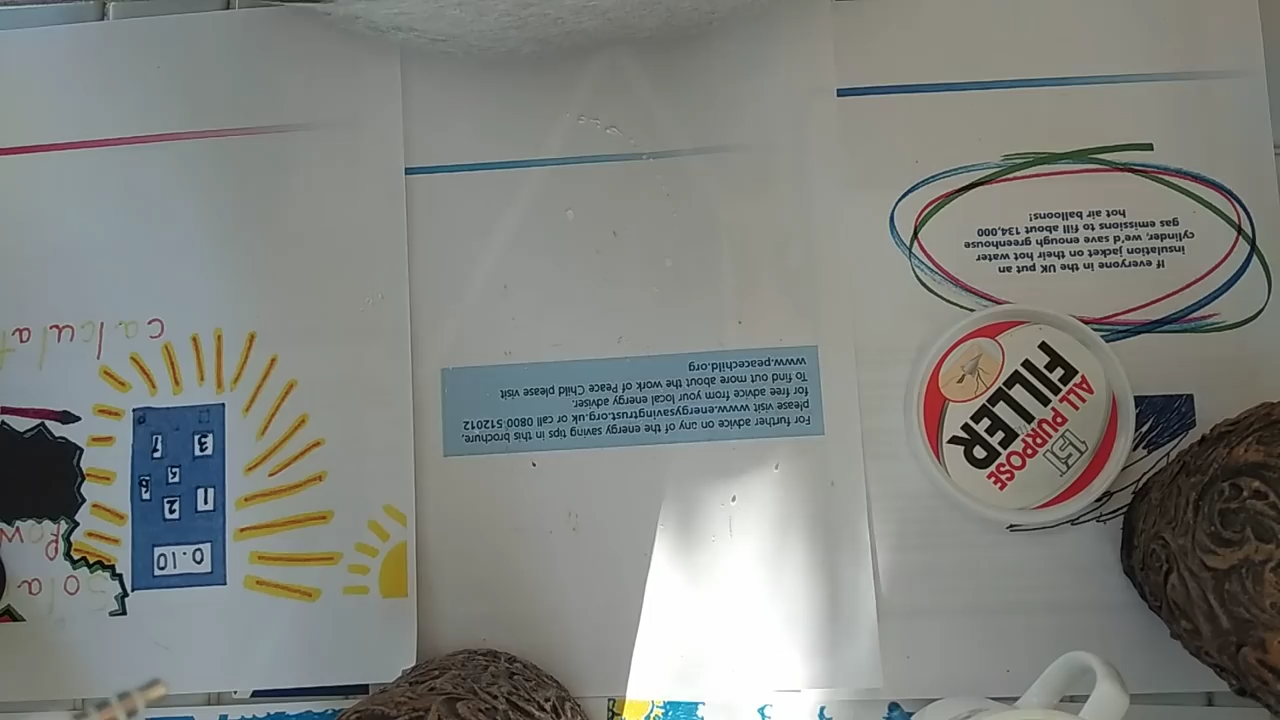 If everyone in the UK put an
insulation jacket on their hot water
cylinder, we'd save enough greenhouse
gas emissions to fill about 134,000
hot air balloons!
151
ALL PURPOSE
FILLER
For further advice on any of the energy saving tips in this brochure,
please visit www.energysavingtrust.org.uk or call 0800 512012
for free advice from your local energy adviser.
To find out more about the work of Peace Child please visit
www.peacechild.org
0.10
1
2
3
5
7